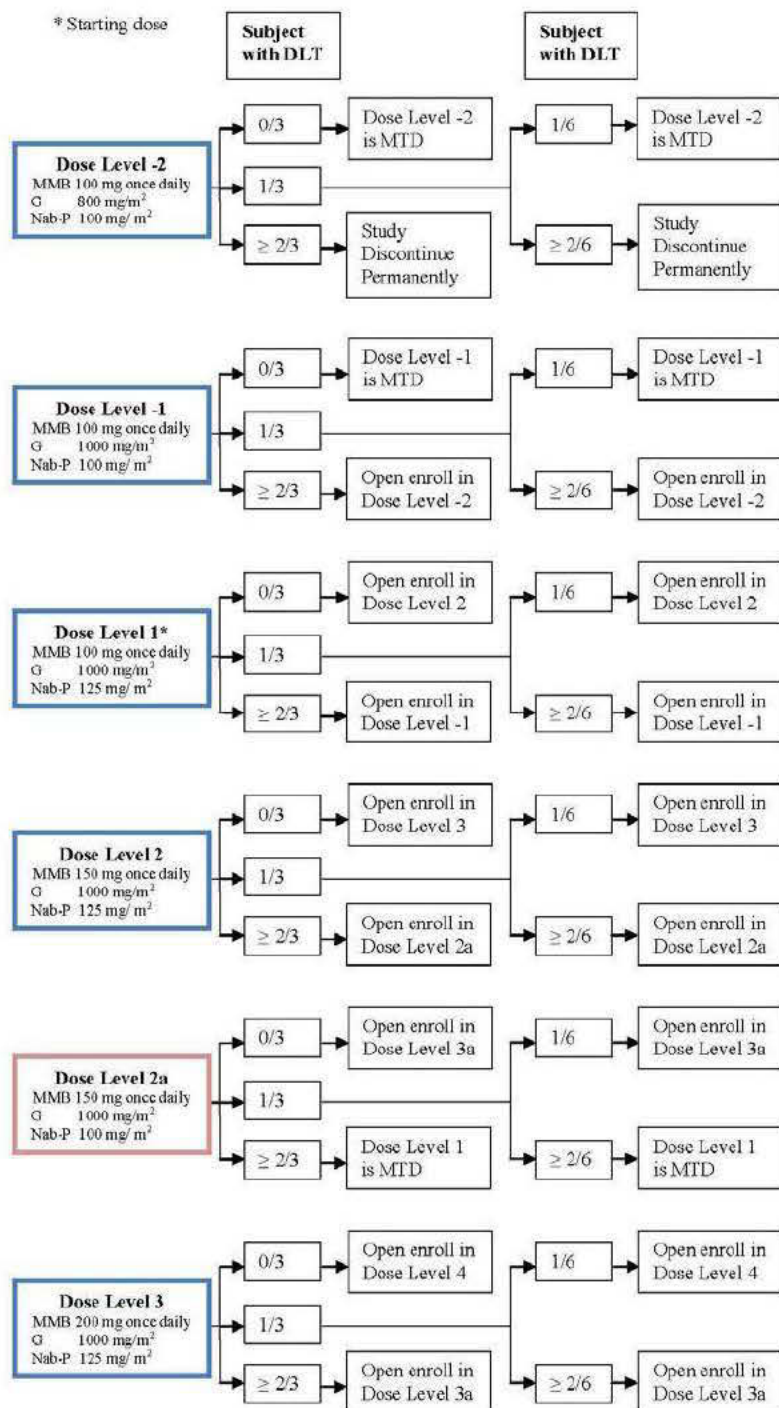 * Starting dose
Subject
with DLT
Subject
with DLT
Dose Level -2
MMB 100 mg once daily
G 800 mg/m²
Nab-P 100 mg/ m²
0/3
Dose Level -2
is MTD
1/6
Dose Level -2
is MTD
1/3
≥ 2/3
Study
Discontinue
Permanently
≥ 2/6
Study
Discontinue
Permanently
Dose Level -1
MMB 100 mg once daily
G 1000 mg/m²
Nab-P 100 mg/ m²
0/3
Dose Level -1
is MTD
1/6
Dose Level -1
is MTD
1/3
≥ 2/3
Open enroll in
Dose Level -2
≥ 2/6
Open enroll in
Dose Level -2
Dose Level 1*
MMB 100 mg once daily
G 1000 mg/m²
Nab-P 125 mg/ m²
0/3
Open enroll in
Dose Level 2
1/6
Open enroll in
Dose Level 2
1/3
≥ 2/3
Open enroll in
Dose Level -1
≥ 2/6
Open enroll in
Dose Level -1
Dose Level 2
MMB 150 mg once daily
G 1000 mg/m²
Nab-P 125 mg/ m²
0/3
Open enroll in
Dose Level 3
1/6
Open enroll in
Dose Level 3
1/3
≥ 2/3
Open enroll in
Dose Level 2a
≥ 2/6
Open enroll in
Dose Level 2a
Dose Level 2a
MMB 150 mg once daily
G 1000 mg/m²
Nab-P 100 mg/ m²
0/3
Open enroll in
Dose Level 3a
1/6
Open enroll in
Dose Level 3a
1/3
≥ 2/3
Dose Level 1
is MTD
≥ 2/6
Dose Level 1
is MTD
Dose Level 3
MMB 200 mg once daily
G 1000 mg/m²
Nab-P 125 mg/ m²
0/3
Open enroll in
Dose Level 4
1/6
Open enroll in
Dose Level 4
1/3
≥ 2/3
Open enroll in
Dose Level 3a
≥ 2/6
Open enroll in
Dose Level 3a